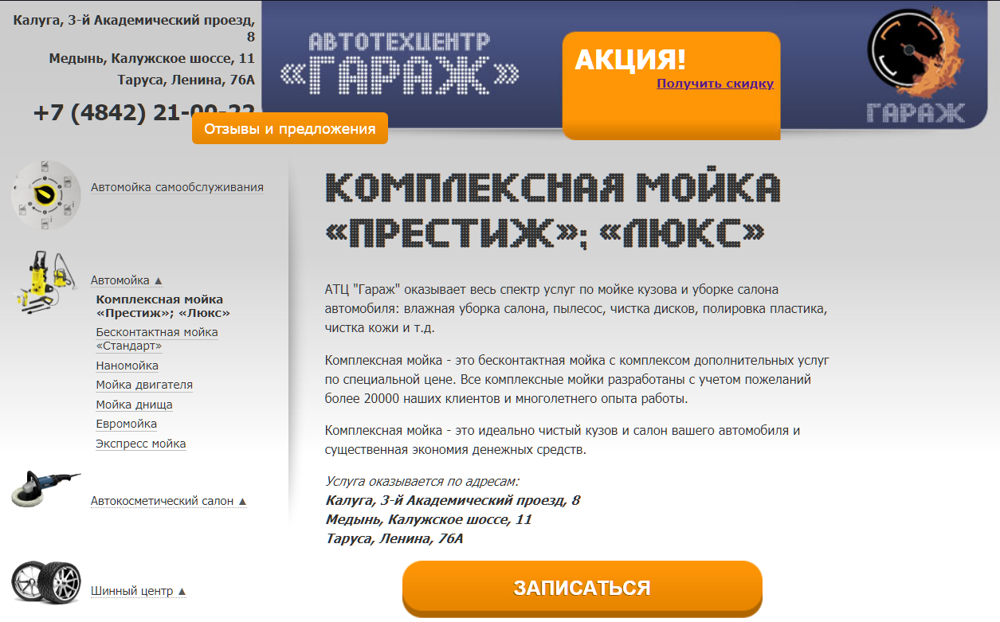 Калуга, 3-й Академический проезд,
8
Медынь, Калужское шоссе, 11
Таруса, Ленина, 76А
+7 (4842) 21-00-22
Отзывы и предложения
АВТОТЕХЦЕНТР
«ГАРАЖ»
АКЦИЯ!
Получить скидку
ГАРАЖ
Автомойка самообслуживания
Автомойка ▲
Комплексная мойка
«Престиж»; «Люкс»
Бесконтактная мойка
«Стандарт»
Наномойка
Мойка двигателя
Мойка днища
Евромойка
Экспресс мойка
Автокосметический салон ▲
Шинный центр ▲
КОМПЛЕКСНАЯ МОЙКА
«ПРЕСТИЖ»; «ЛЮКС»
АТЦ "Гараж" оказывает весь спектр услуг по мойке кузова и уборке салона
автомобиля: влажная уборка салона, пылесос, чистка дисков, полировка пластика,
чистка кожи и т.д.
Комплексная мойка - это бесконтактная мойка с комплексом дополнительных услуг
по специальной цене. Все комплексные мойки разработаны с учетом пожеланий
более 20000 наших клиентов и многолетнего опыта работы.
Комплексная мойка - это идеально чистый кузов и салон вашего автомобиля и
существенная экономия денежных средств.
Услуга оказывается по адресам:
Калуга, 3-й Академический проезд, 8
Медынь, Калужское шоссе, 11
Таруса, Ленина, 76А
ЗАПИСАТЬСЯ